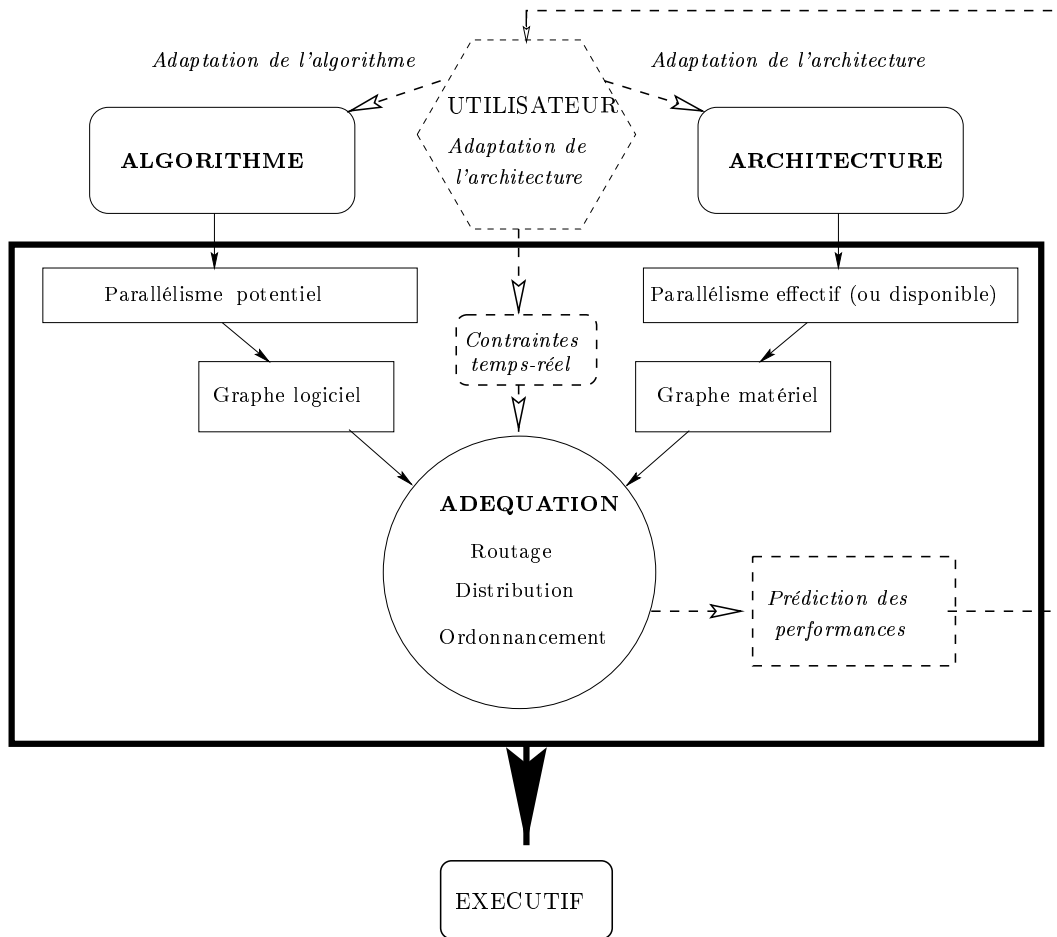 Adaptation de l'algorithme
Adaptation de l'architecture
UTILISATEUR
Adaptation de
l'architecture
ALGORITHME
ARCHITECTURE
Parallélisme potentiel
Parallélisme effectif (ou disponible)
Contraintes
temps-réel
Graphe logiciel
Graphe matériel
ADEQUATION
Routage
Distribution
Ordonnancement
Prédiction des
performances
EXECUTIF